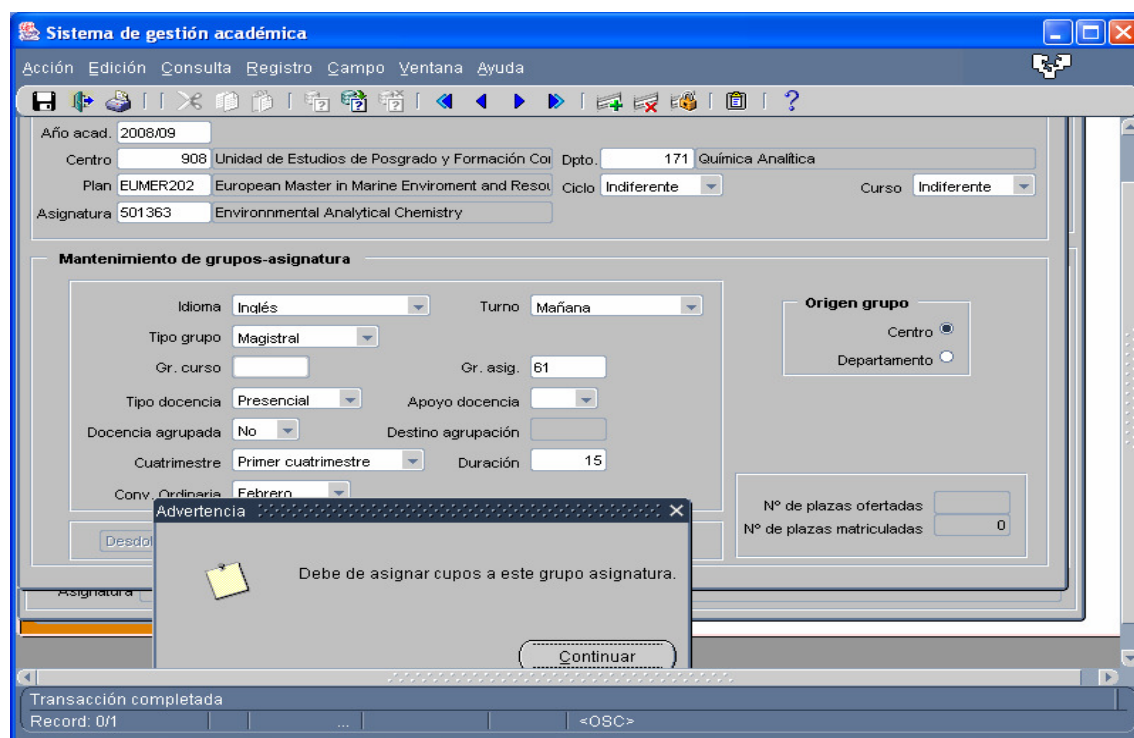 Sistema de gestión académica
Acción Edición Consulta Registro Campo Ventana Ayuda
Año acad. 2008/09
Centro 908 Unidad de Estudios de Posgrado y Formación Coi Dpto. 171 Química Analítica
Plan EUMER202 European Master in Marine Enviroment and Resou Ciclo Indiferente Curso Indiferente
Asignatura 501363 Environnmental Analytical Chemistry
Mantenimiento de grupos-asignatura
Idioma Inglés Turno Mañana
Origen grupo
Tipo grupo Magistral
Centro
Gr. curso Gr. asig. 61
Departamento
Tipo docencia Presencial Apoyo docencia
Docencia agrupada No Destino agrupación
Cuatrimestre Primer cuatrimestre Duración 15
Conv. Ordinaria Febrero
Nº de plazas ofertadas
Advertencia
Nº de plazas matriculadas 0
Desdol
Debe de asignar cupos a este grupo asignatura.
Asignatura
Continuar
Transacción completada
Record: 0/1 ... <OSC>